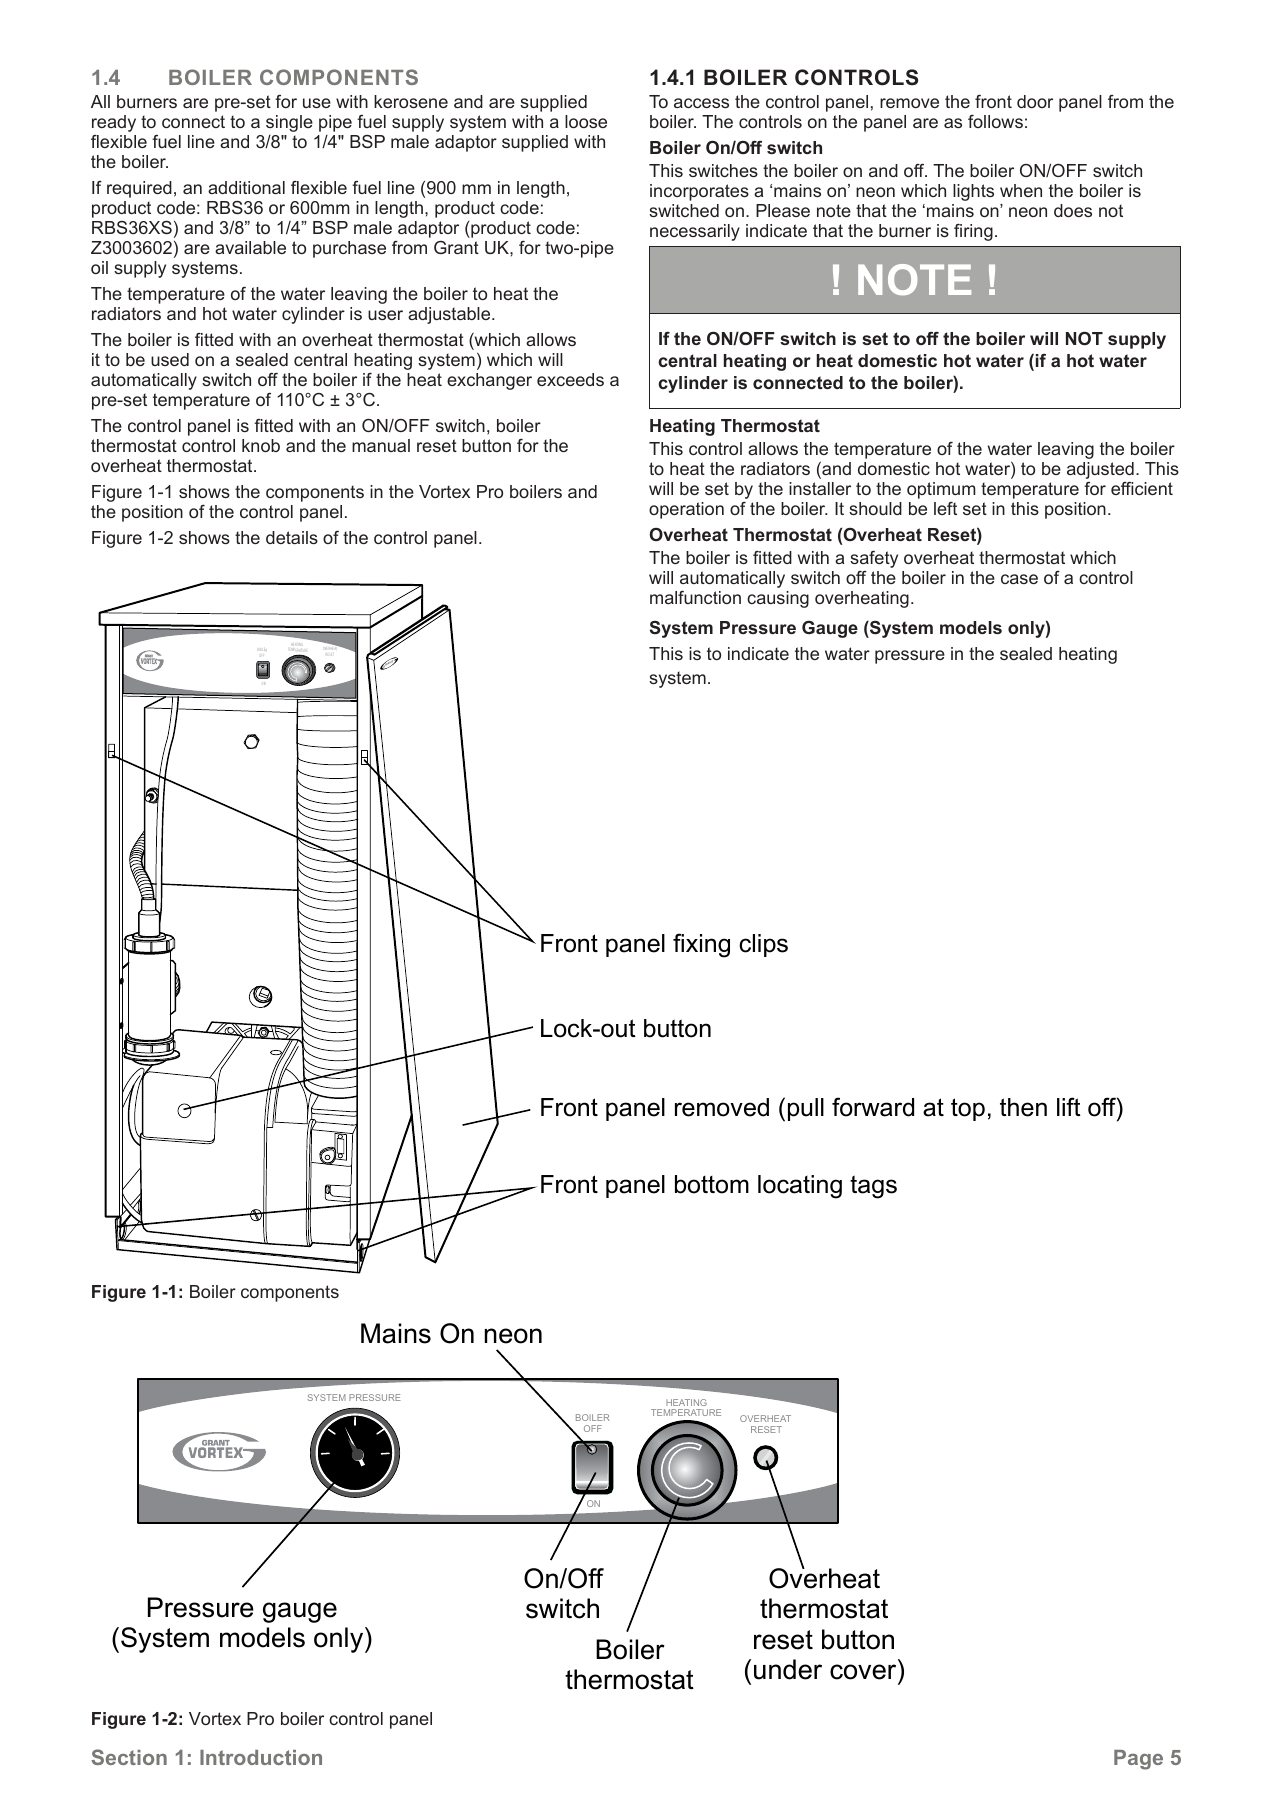 1.4 BOILER COMPONENTS
All burners are pre-set for use with kerosene and are supplied
ready to connect to a single pipe fuel supply system with a loose
flexible fuel line and 3/8" to 1/4" BSP male adaptor supplied with
the boiler.
If required, an additional flexible fuel line (900 mm in length,
product code: RBS36 or 600mm in length, product code:
RBS36XS) and 3/8” to 1/4” BSP male adaptor (product code:
Z3003602) are available to purchase from Grant UK, for two-pipe
oil supply systems.
The temperature of the water leaving the boiler to heat the
radiators and hot water cylinder is user adjustable.
The boiler is fitted with an overheat thermostat (which allows
it to be used on a sealed central heating system) which will
automatically switch off the boiler if the heat exchanger exceeds a
pre-set temperature of 110°C ± 3°C.
The control panel is fitted with an ON/OFF switch, boiler
thermostat control knob and the manual reset button for the
overheat thermostat.
Figure 1-1 shows the components in the Vortex Pro boilers and
the position of the control panel.
Figure 1-2 shows the details of the control panel.
1.4.1 BOILER CONTROLS
To access the control panel, remove the front door panel from the
boiler. The controls on the panel are as follows:
Boiler On/Off switch
This switches the boiler on and off. The boiler ON/OFF switch
incorporates a ‘mains on’ neon which lights when the boiler is
switched on. Please note that the ‘mains on’ neon does not
necessarily indicate that the burner is firing.
! NOTE !
If the ON/OFF switch is set to off the boiler will NOT supply
central heating or heat domestic hot water (if a hot water
cylinder is connected to the boiler).
Heating Thermostat
This control allows the temperature of the water leaving the boiler
to heat the radiators (and domestic hot water) to be adjusted. This
will be set by the installer to the optimum temperature for efficient
operation of the boiler. It should be left set in this position.
Overheat Thermostat (Overheat Reset)
The boiler is fitted with a safety overheat thermostat which
will automatically switch off the boiler in the case of a control
malfunction causing overheating.
System Pressure Gauge (System models only)
This is to indicate the water pressure in the sealed heating
system.
VORTEX
Front panel fixing clips
Lock-out button
Front panel removed (pull forward at top, then lift off)
Front panel bottom locating tags
Figure 1-1: Boiler components
Mains On neon
SYSTEM PRESSURE
GRANT
VORTEX
BOILER
OFF
ON
HEATING
TEMPERATURE
OVERHEAT
RESET
Pressure gauge
(System models only)
On/Off
switch
Boiler
thermostat
Overheat
thermostat
reset button
(under cover)
Figure 1-2: Vortex Pro boiler control panel
Section 1: Introduction
Page 5